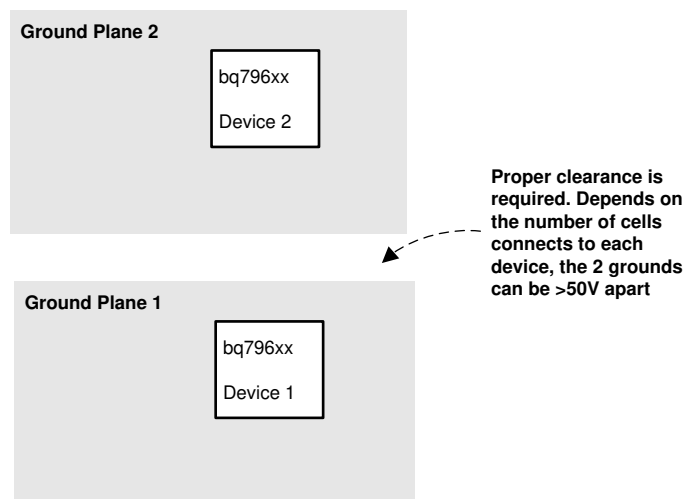 Ground Plane 2
bq796xx
Device 2
Proper clearance is
required. Depends on
the number of cells
connects to each
device, the 2 grounds
can be >50V apart
Ground Plane 1
bq796xx
Device 1